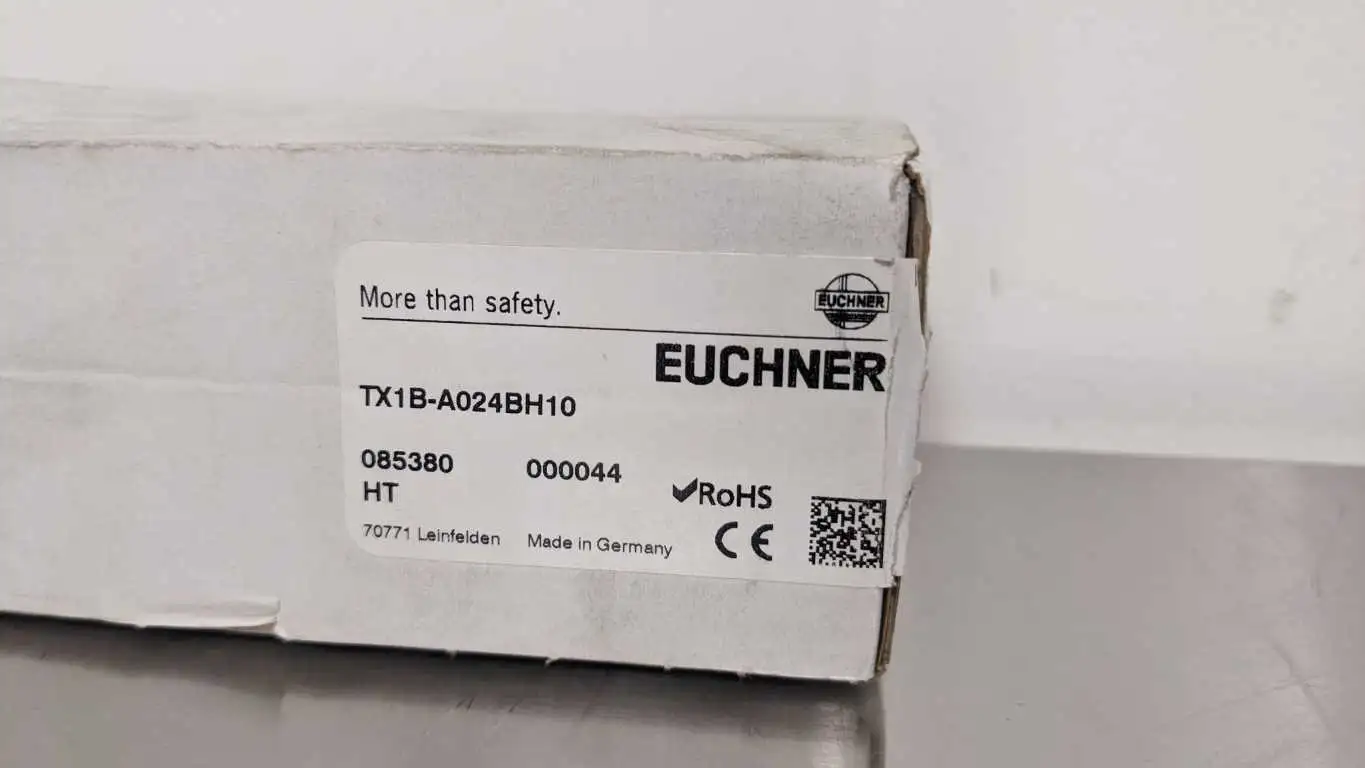 More than safety.
EUCHNER
EUCHNER
TX1B-A024BH10
085380 000044
HT
RoHS
CE
70771 Leinfelden Made in Germany